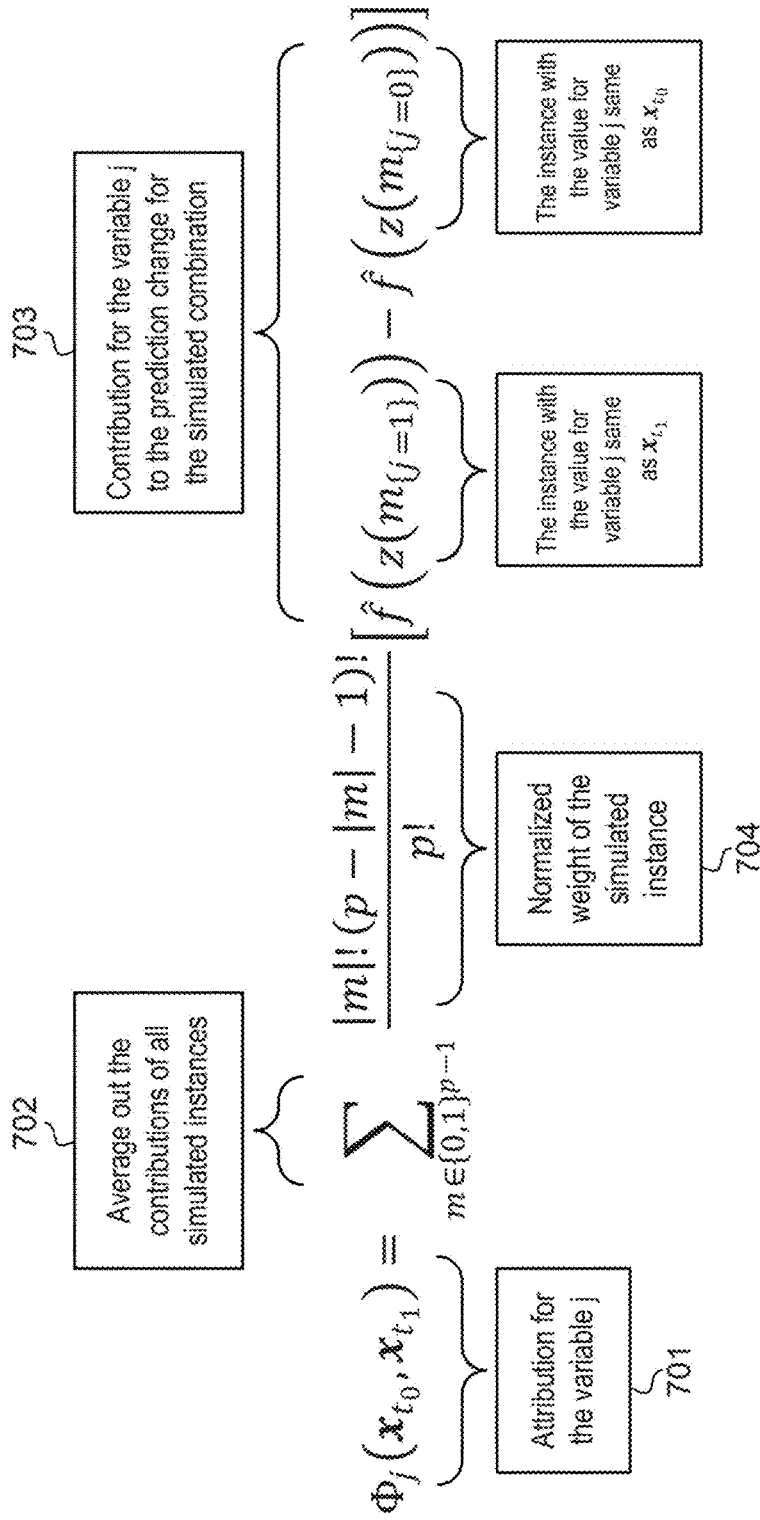 702
Average out the
contributions of all
simulated instances
703
Contribution for the variable j
to the prediction change for
the simulated combination
Φ_j(x_{t_0}, x_{t_1}) = ∑_{m∈{0,1}^{p−1}} |m|! (p − |m| − 1)! / p! [f̂(z(m_{{j=1}})) − f̂(z(m_{{j=0}}))]
Attribution for
the variable j
701
Normalized
weight of the
simulated
instance
704
The instance with
the value for
variable j same
as x_{t_1}
The instance with
the value for
variable j same
as x_{t_0}